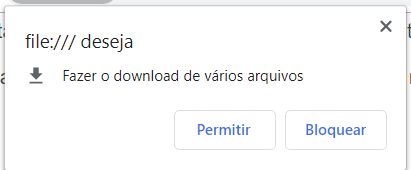 file:/// deseja
Fazer o download de vários arquivos
Permitir
Bloquear